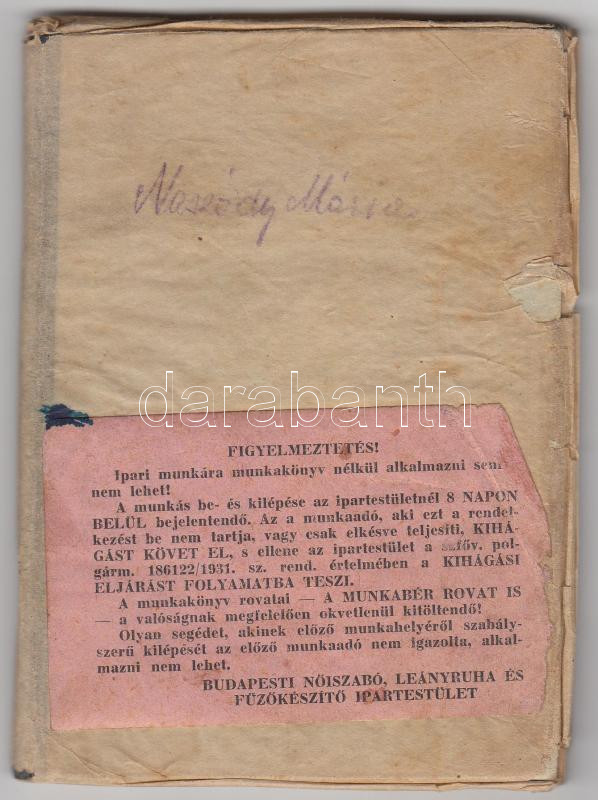 Naszódy Mária
darabanth
FIGYELMEZTETÉS!
Ipari munkára munkakönyv nélkül alkalmazni sem
nem lehet!
A munkás be- és kilépése az ipartestületnél 8 NAPON
BELÜL bejelentendő. Az a munkaadó, aki ezt a rendel-
kezést be nem tartja, vagy csak elkésve teljesíti, KIHÁ-
GÁST KÖVET EL, s ellene az ipartestület a szföv. pol-
gárm. 186122/1931. sz. rend. értelmében a KIHÁGÁSI
ELJÁRÁST FOLYAMATBA TESZI.
A munkakönyv rovatai — A MUNKABÉR ROVAT IS
— a valóságnak megfelelően okvetlenül kitöltendő!
Olyan segédet, akinek előző munkahelyéről szabály-
szerű kilépését az előző munkaadó nem igazolta, alkal-
mazni nem lehet.
BUDAPESTI NŐISZABÓ, LEÁNYRUHA ÉS
FŰZŐKÉSZÍTŐ IPARTESTÜLET